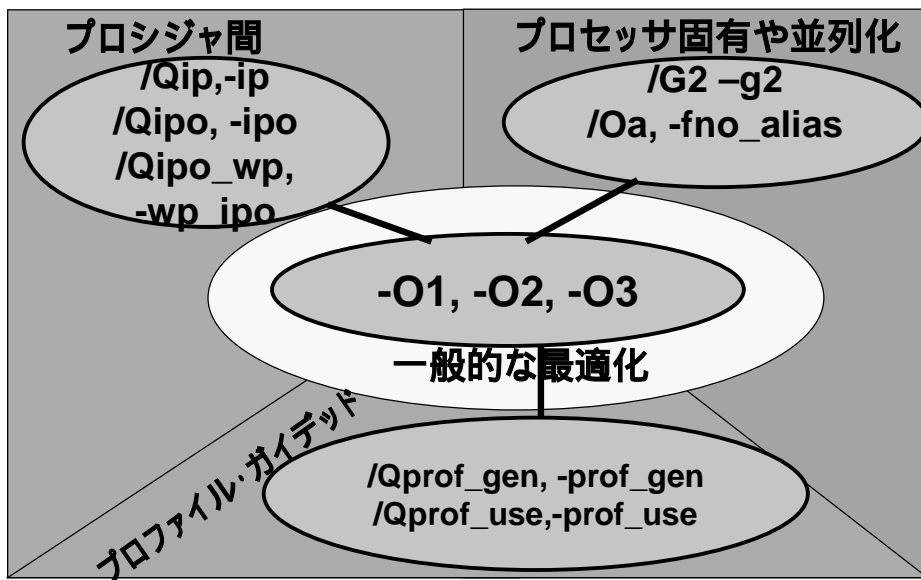 プロシジャ間
/Qip,-ip
/Qipo, -ipo
/Qipo_wp,
-wp_ipo
プロセッサ固有や並列化
/G2 –g2
/Oa, -fno_alias
-O1, -O2, -O3
一般的な最適化
プロファイル・ガイデッド
/Qprof_gen, -prof_gen
/Qprof_use,-prof_use